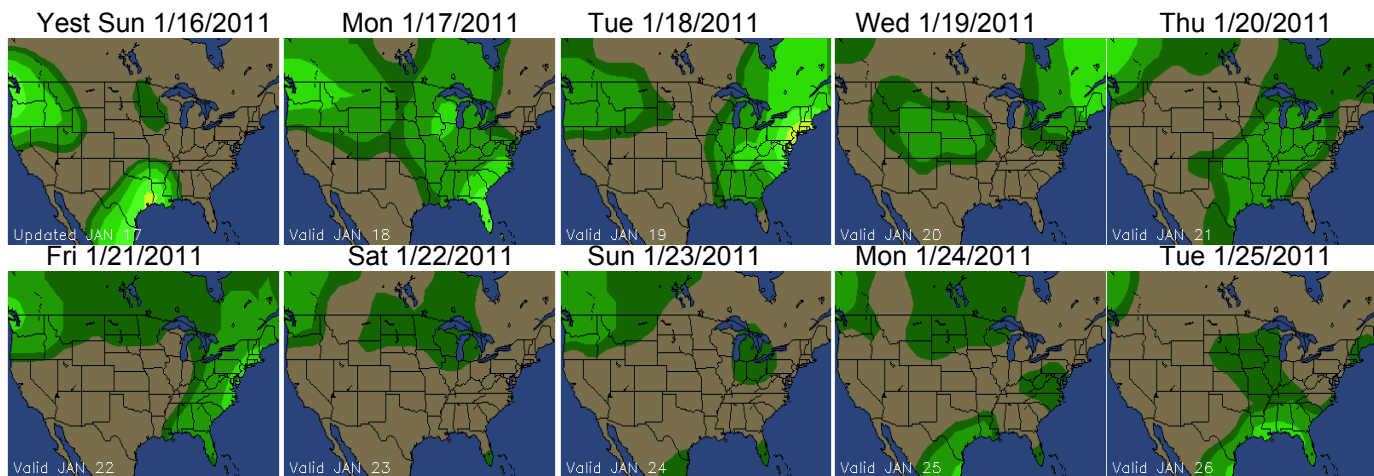 Yest Sun 1/16/2011
Mon 1/17/2011
Tue 1/18/2011
Wed 1/19/2011
Thu 1/20/2011
Updated JAN 17
Valid JAN 18
Valid JAN 19
Valid JAN 20
Valid JAN 21
Fri 1/21/2011
Sat 1/22/2011
Sun 1/23/2011
Mon 1/24/2011
Tue 1/25/2011
Valid JAN 22
Valid JAN 23
Valid JAN 24
Valid JAN 25
Valid JAN 26